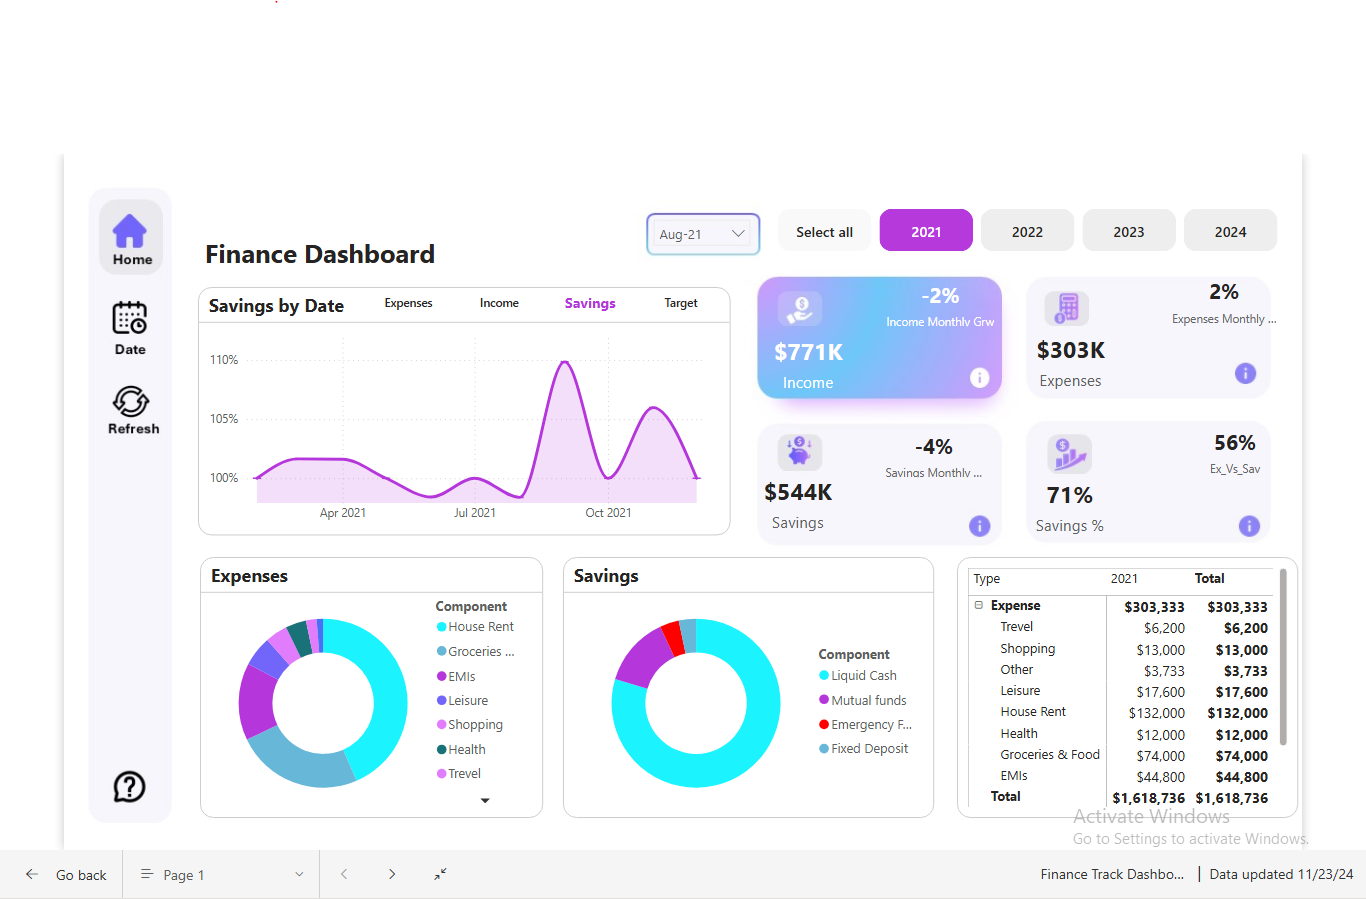 Home
Date
Refresh
Finance Dashboard
Aug-21
Select all
2021
2022
2023
2024
Savings by Date
Expenses
Income
Savings
Target
110%
105%
100%
Apr 2021
Jul 2021
Oct 2021
-2%
Income Monthly Grw
$771K
Income
2%
Expenses Monthly ...
$303K
Expenses
-4%
Savings Monthly ...
$544K
Savings
56%
Ex_Vs_Sav
71%
Savings %
Expenses
Component
House Rent
Groceries ...
EMIs
Leisure
Shopping
Health
Trevel
Savings
Component
Liquid Cash
Mutual funds
Emergency F...
Fixed Deposit
Type 2021 Total
Expense $303,333 $303,333
Trevel $6,200 $6,200
Shopping $13,000 $13,000
Other $3,733 $3,733
Leisure $17,600 $17,600
House Rent $132,000 $132,000
Health $12,000 $12,000
Groceries & Food $74,000 $74,000
EMIs $44,800 $44,800
Total $1,618,736 $1,618,736
Activate Windows
Go to Settings to activate Windows.
Go back
Page 1
Finance Track Dashbo... | Data updated 11/23/24